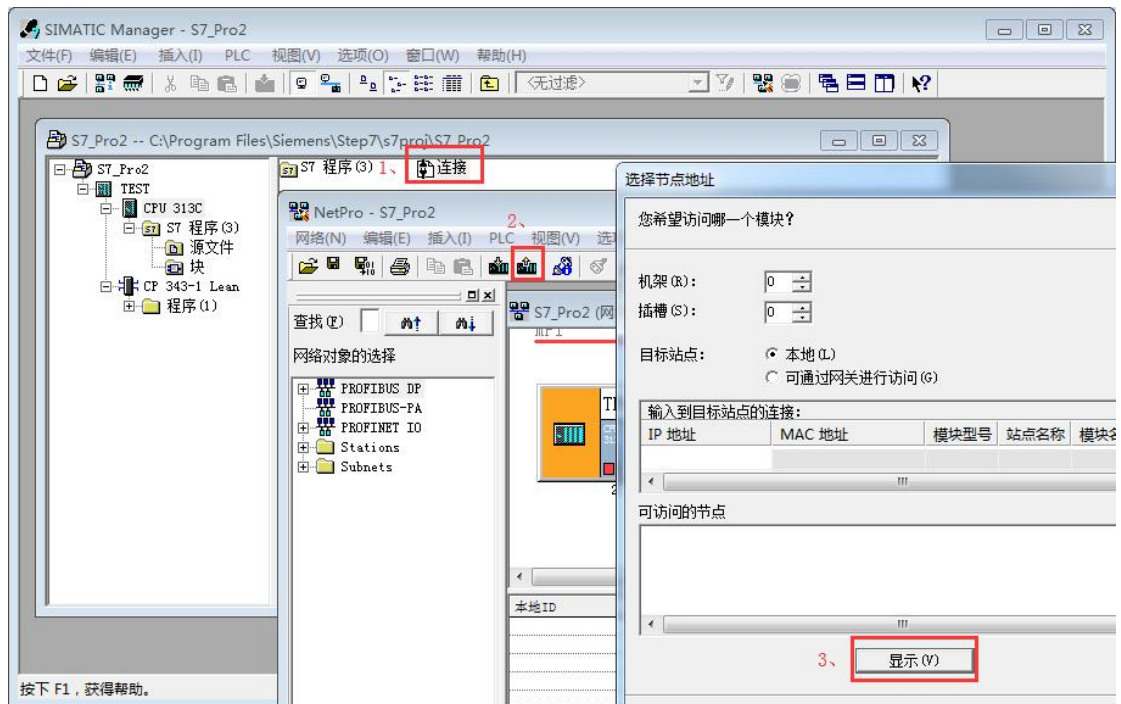 SIMATIC Manager - S7_Pro2
文件(F) 编辑(E) 插入(I) PLC 视图(V) 选项(O) 窗口(W) 帮助(H)
<无过滤>
S7_Pro2 -- C:\Program Files\Siemens\Step7\s7proj\S7_Pro2
S7_Pro2
TEST
CPU 313C
S7 程序(3)
源文件
块
CP 343-1 Lean
程序(1)
S7 程序(3) 1、 连接
NetPro - S7_Pro2
2、
网络(N) 编辑(E) 插入(I) PLC 视图(V)
查找(F)
网络对象的选择
PROFIBUS DP
PROFIBUS-PA
PROFINET IO
Stations
Subnets
S7_Pro2 (网
MPI
本地ID
选择节点地址
您希望访问哪一个模块?
机架(R): 0
插槽(S): 0
目标站点: 本地(L)
可通过网关进行访问(G)
输入到目标站点的连接:
IP 地址 MAC 地址 模块型号 站点名称
可访问的节点
3、 显示(V)
按下 F1，获得帮助。